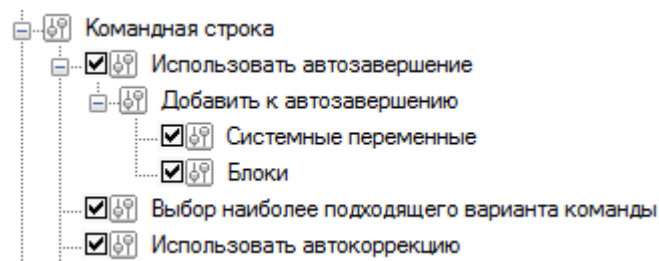 Командная строка
Использовать автозавершение
Добавить к автозавершению
Системные переменные
Блоки
Выбор наиболее подходящего варианта команды
Использовать автокоррекцию